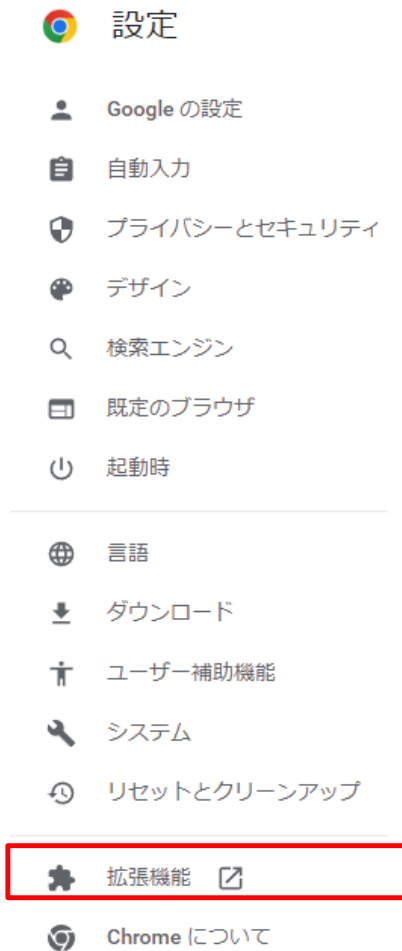 設定
Google の設定
自動入力
プライバシーとセキュリティ
デザイン
検索エンジン
既定のブラウザ
起動時
言語
ダウンロード
ユーザー補助機能
システム
リセットとクリーンアップ
拡張機能
Chrome について